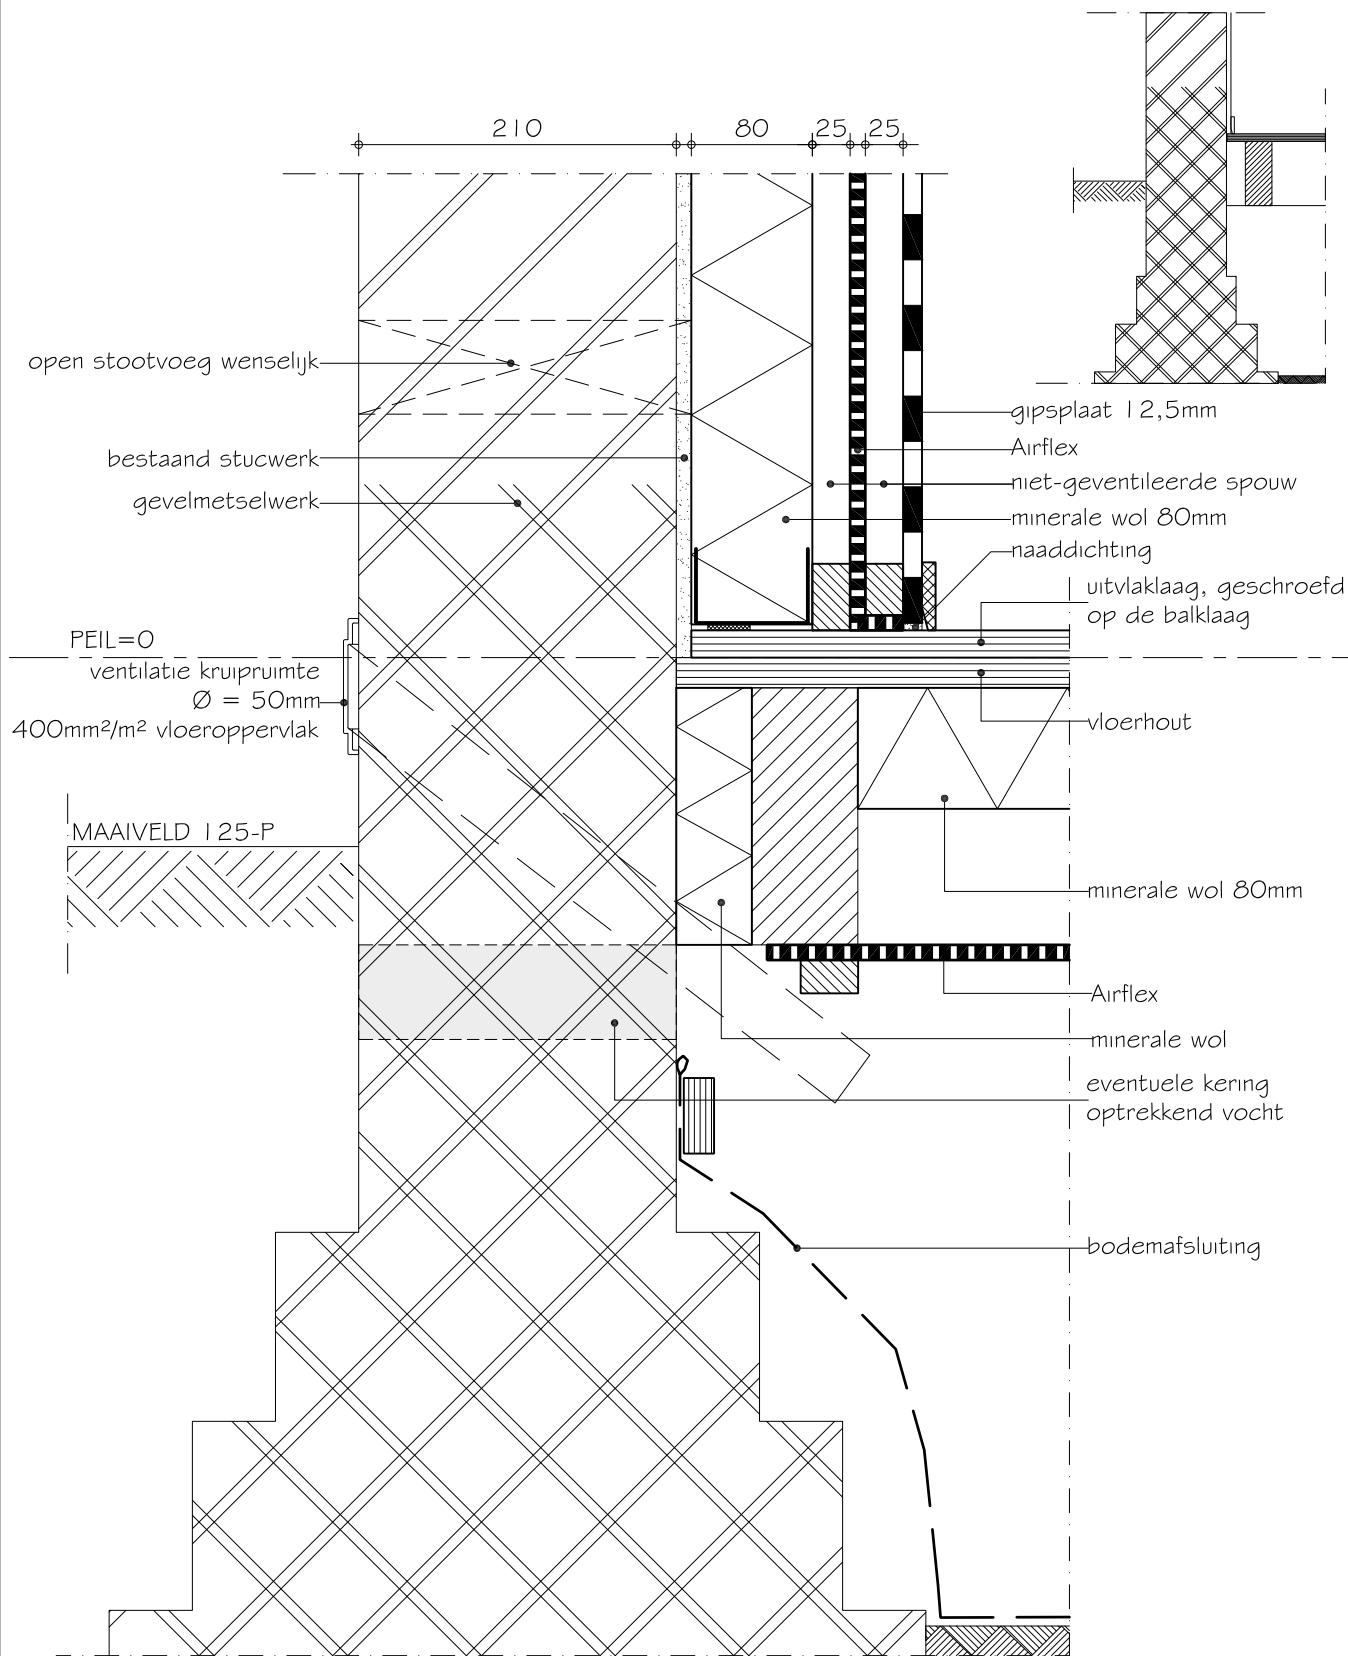 210 80 25 25
open stootvoeg wenselijk
bestaand stucwerk
gevelmetselwerk
PEIL=0
ventilatie kruipruimte
Ø = 50mm
400mm²/m² vloeroppervlak
MAAIVELD 125-P
gipsplaat 12,5mm
Airflex
niet-geventileerde spouw
minerale wol 80mm
naaddichting
uitvlaklaag, geschroefd
op de balklaag
vloerhout
minerale wol 80mm
Airflex
minerale wol
eventuele kering
optrekkend vocht
bodemafsluiting